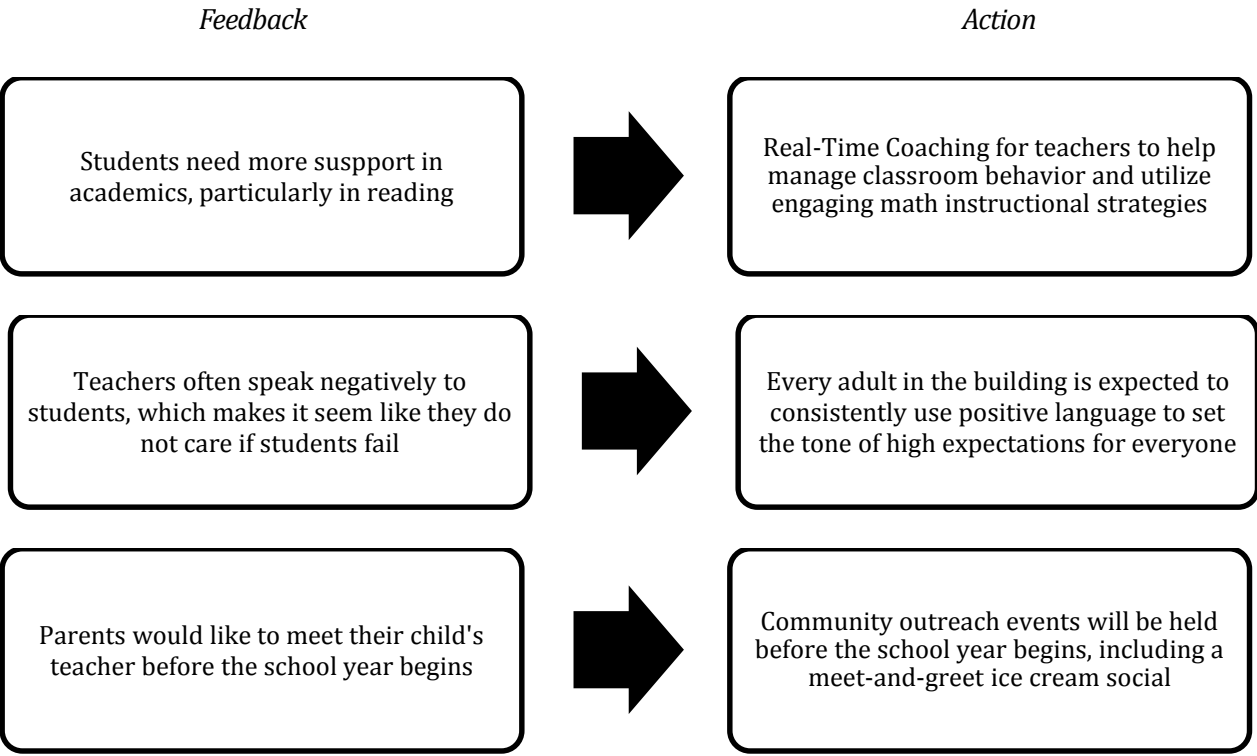 Feedback
Action
Students need more suspport in
academics, particularly in reading
Real-Time Coaching for teachers to help
manage classroom behavior and utilize
engaging math instructional strategies
Teachers often speak negatively to
students, which makes it seem like they do
not care if students fail
Every adult in the building is expected to
consistently use positive language to set
the tone of high expectations for everyone
Parents would like to meet their child's
teacher before the school year begins
Community outreach events will be held
before the school year begins, including a
meet-and-greet ice cream social